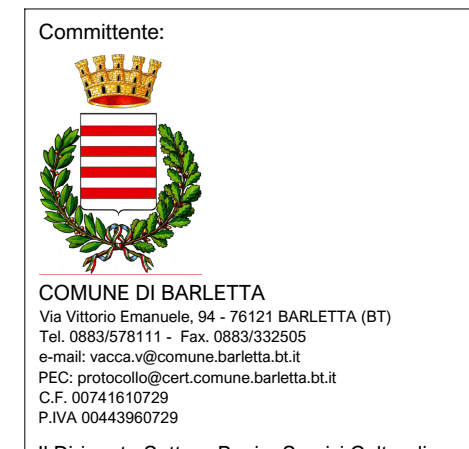 Committente:
COMUNE DI BARLETTA
Via Vittorio Emanuele, 94 - 76121 BARLETTA (BT)
Tel. 0883/578111 - Fax. 0883/332505
e-mail: vacca.v@comune.barletta.bt.it
PEC: protocollo@cert.comune.barletta.bt.it
C.F. 00741610729
P.IVA 00443960729